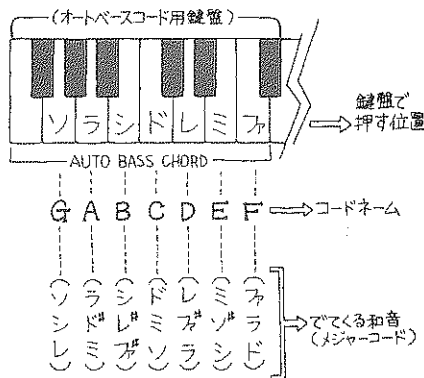 (オートベースコード用鍵盤)
ソ ラ シ ド レ ミ ファ
鍵盤で
押す位置
AUTO BASS CHORD
G A B C D E F
コードネーム
(ソシレ)
(ラド#ミ)
(シレ#ファ#)
(ドミソ)
(レファ#ラ)
(ミソ#シ)
(ファラド)
でてくる和音
(メジャーコード)